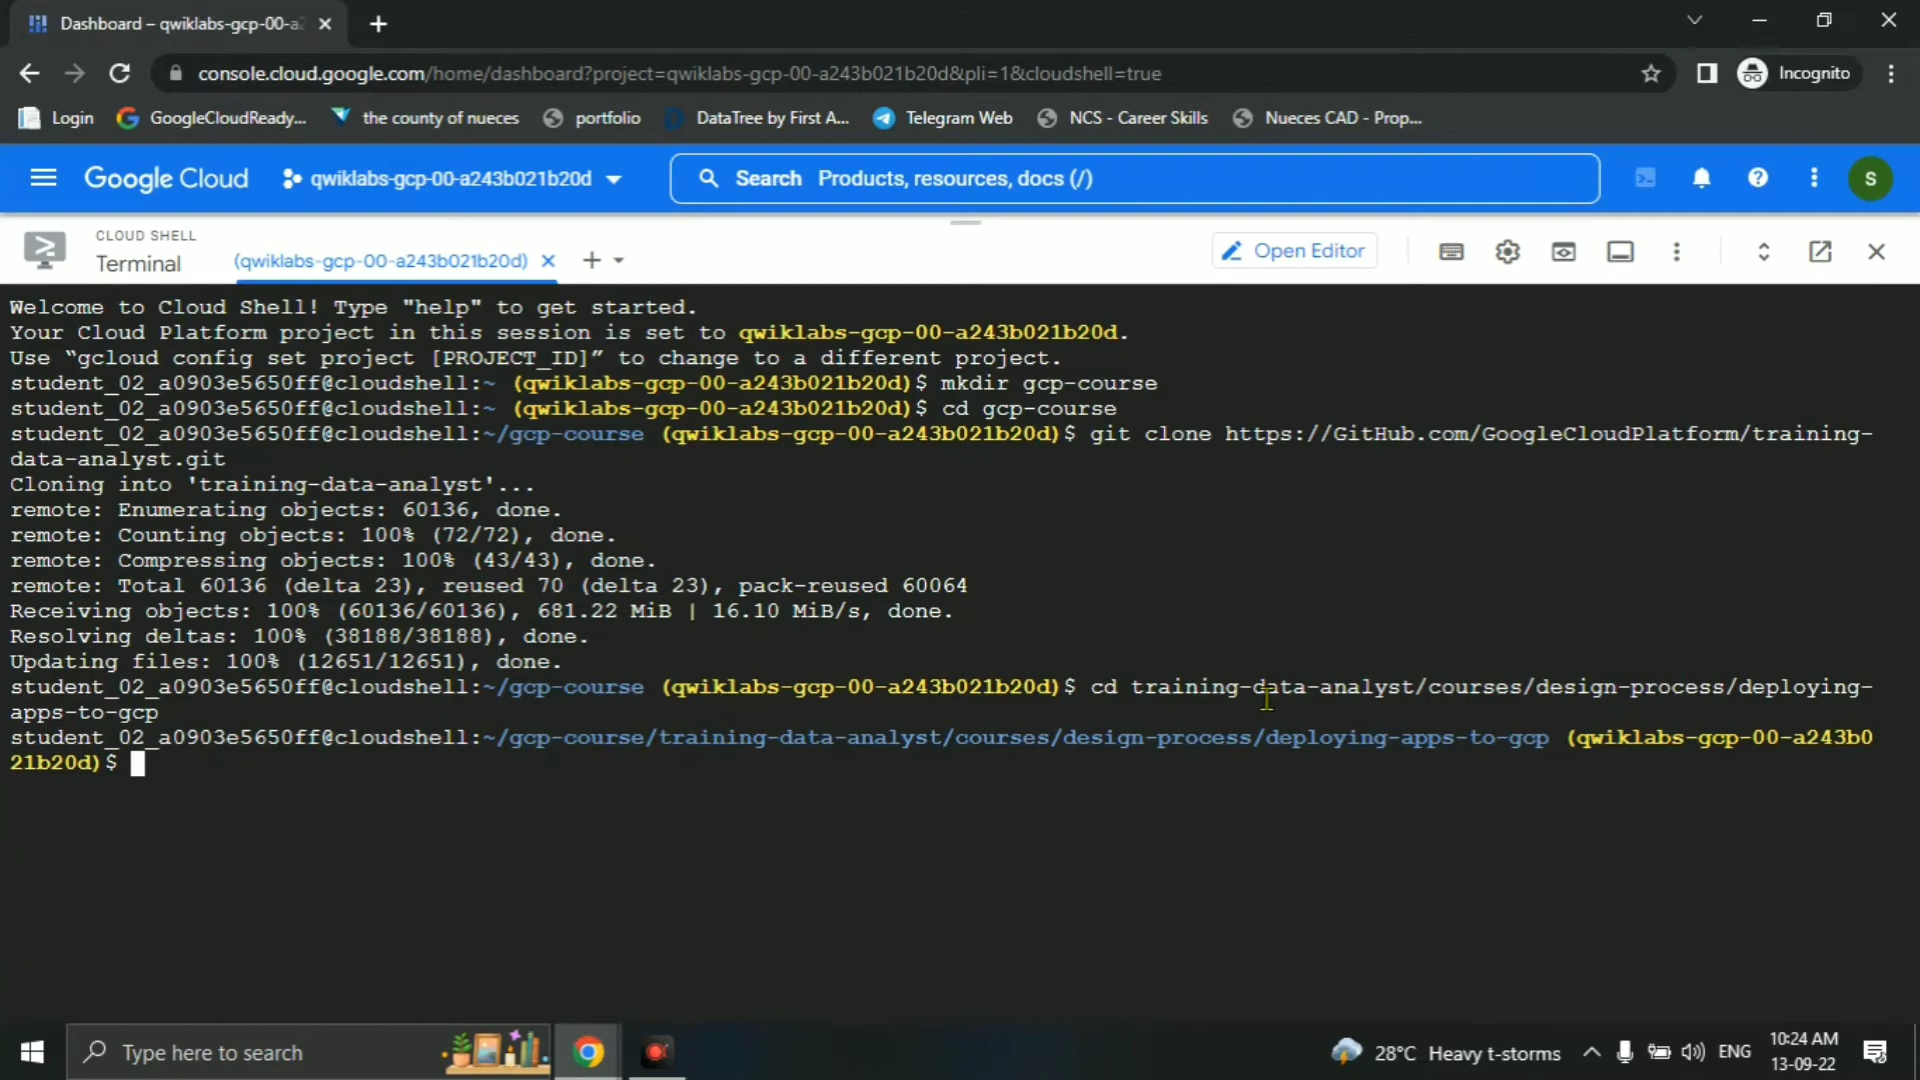 Dashboard – qwiklabs-gcp-00-a2
console.cloud.google.com/home/dashboard?project=qwiklabs-gcp-00-a243b021b20d&pli=1&cloudshell=true
Incognito
Login
GoogleCloudReady...
the county of nueces
portfolio
DataTree by First A...
Telegram Web
NCS - Career Skills
Nueces CAD - Prop...
Google Cloud
qwiklabs-gcp-00-a243b021b20d
Search Products, resources, docs (/)
S
CLOUD SHELL
Terminal
(qwiklabs-gcp-00-a243b021b20d)
Open Editor
Welcome to Cloud Shell! Type "help" to get started.
Your Cloud Platform project in this session is set to qwiklabs-gcp-00-a243b021b20d.
Use “gcloud config set project [PROJECT_ID]” to change to a different project.
student_02_a0903e5650ff@cloudshell:~ (qwiklabs-gcp-00-a243b021b20d)$ mkdir gcp-course
student_02_a0903e5650ff@cloudshell:~ (qwiklabs-gcp-00-a243b021b20d)$ cd gcp-course
student_02_a0903e5650ff@cloudshell:~/gcp-course (qwiklabs-gcp-00-a243b021b20d)$ git clone https://GitHub.com/GoogleCloudPlatform/training-
data-analyst.git
Cloning into 'training-data-analyst'...
remote: Enumerating objects: 60136, done.
remote: Counting objects: 100% (72/72), done.
remote: Compressing objects: 100% (43/43), done.
remote: Total 60136 (delta 23), reused 70 (delta 23), pack-reused 60064
Receiving objects: 100% (60136/60136), 681.22 MiB | 16.10 MiB/s, done.
Resolving deltas: 100% (38188/38188), done.
Updating files: 100% (12651/12651), done.
student_02_a0903e5650ff@cloudshell:~/gcp-course (qwiklabs-gcp-00-a243b021b20d)$ cd training-data-analyst/courses/design-process/deploying-
apps-to-gcp
student_02_a0903e5650ff@cloudshell:~/gcp-course/training-data-analyst/courses/design-process/deploying-apps-to-gcp (qwiklabs-gcp-00-a243b0
21b20d)$
Type here to search
28°C Heavy t-storms
ENG
10:24 AM
13-09-22